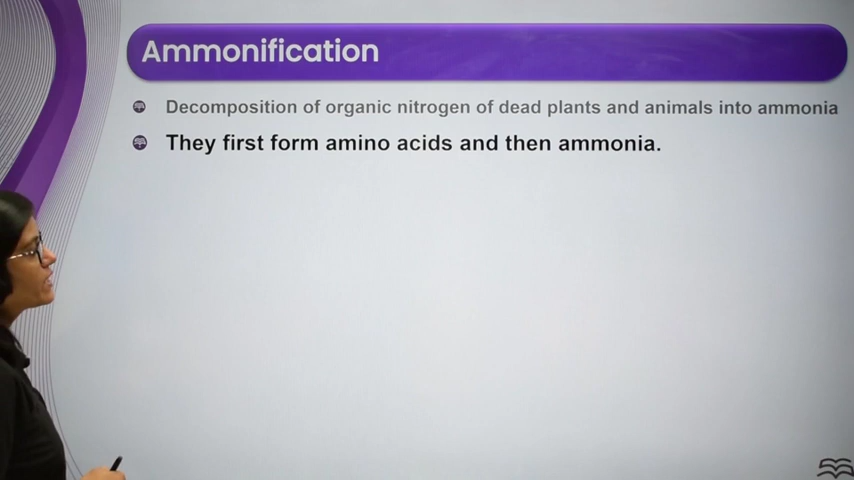 Ammonification
Decomposition of organic nitrogen of dead plants and animals into ammonia
They first form amino acids and then ammonia.